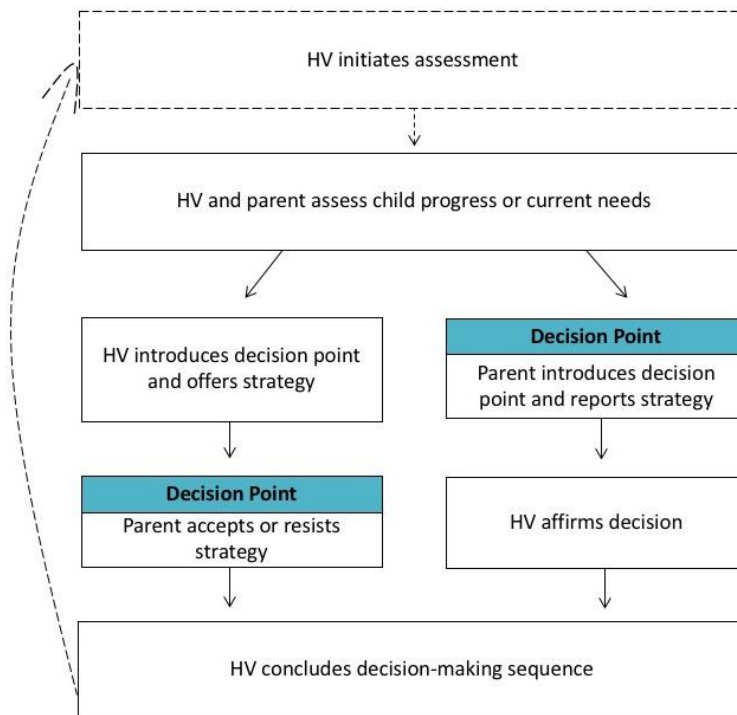 HV initiates assessment
HV and parent assess child progress or current needs
HV introduces decision point
and offers strategy
Decision Point
Parent introduces decision
point and reports strategy
Decision Point
Parent accepts or resists
strategy
HV affirms decision
HV concludes decision-making sequence